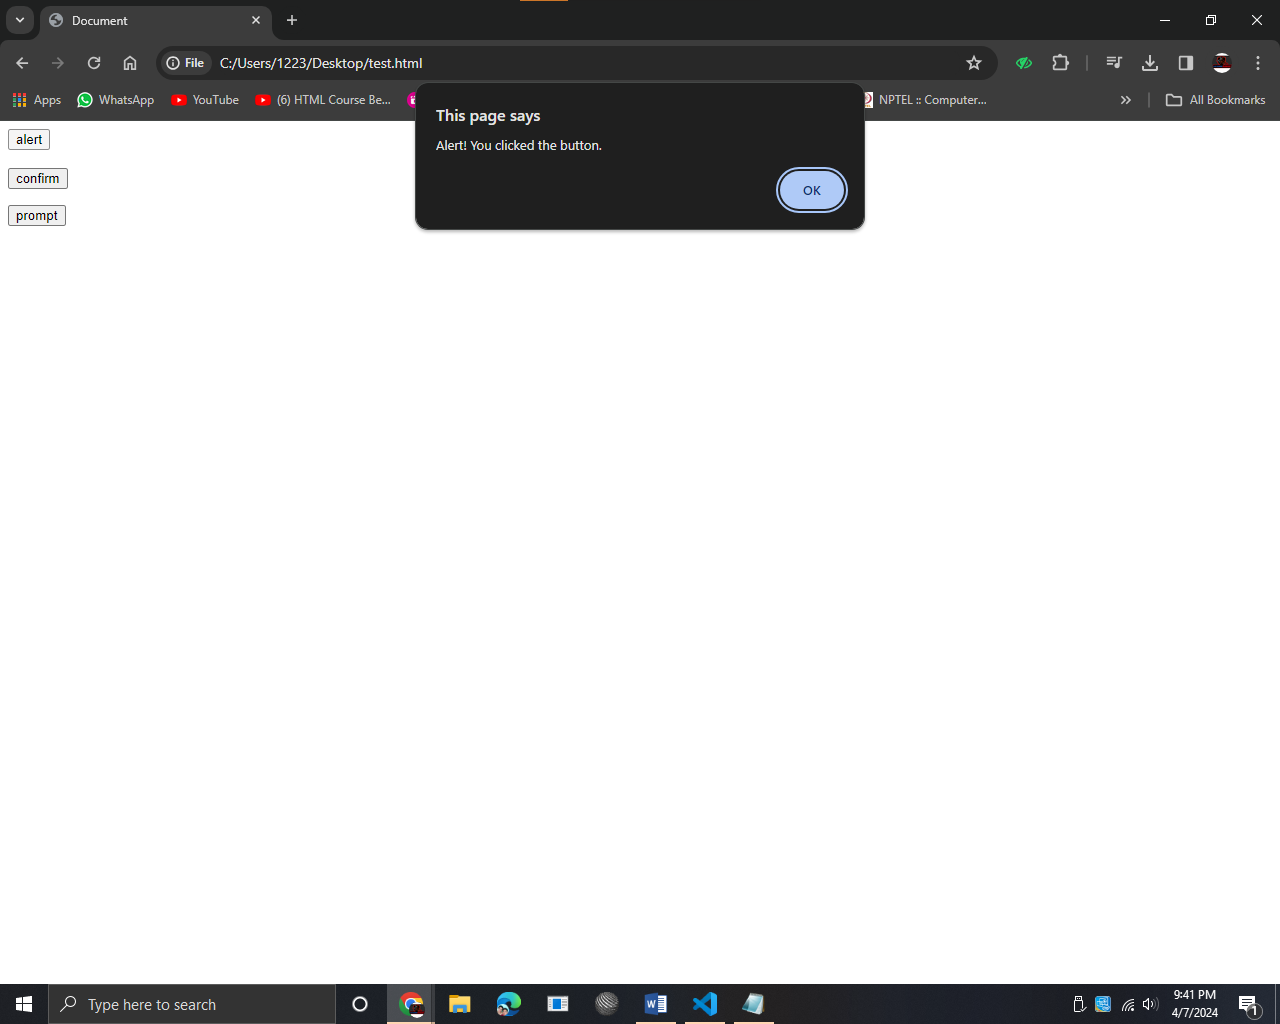 Document
File C:/Users/1223/Desktop/test.html
Apps WhatsApp YouTube (6) HTML Course Be... NPTEL :: Computer... All Bookmarks
This page says
Alert! You clicked the button.
OK
alert
confirm
prompt
Type here to search
9:41 PM
4/7/2024
1